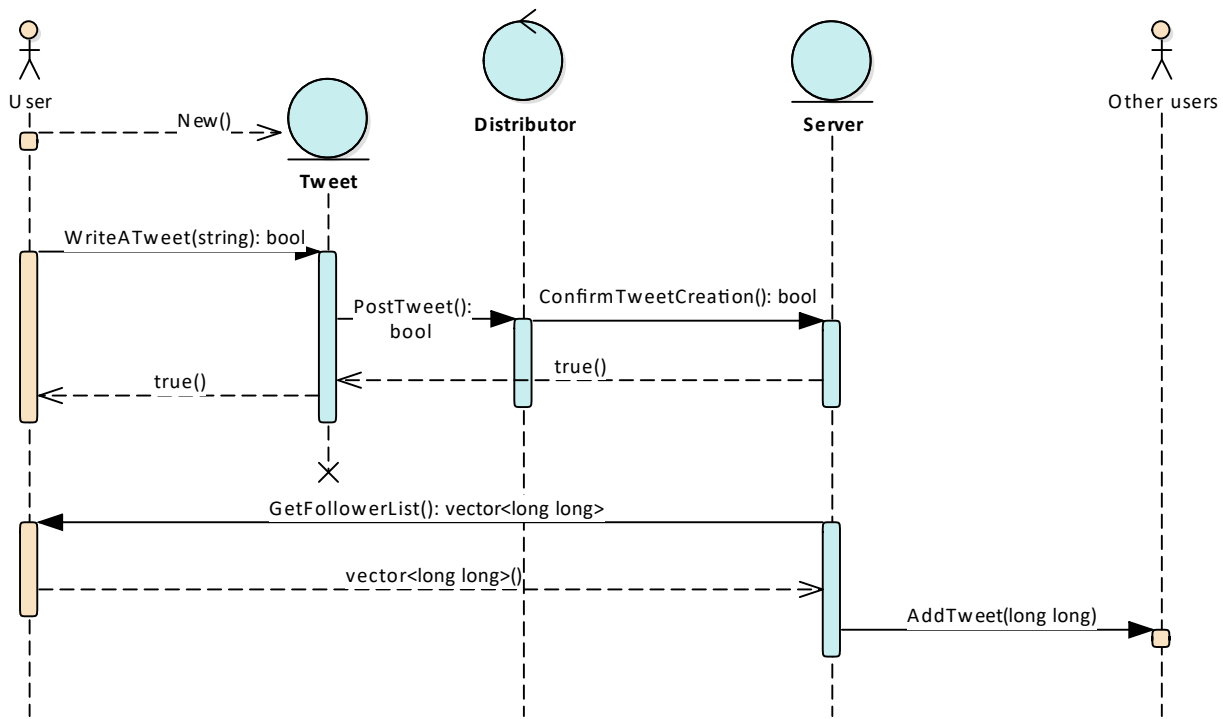 User
Other users
New()
Distributor
Server
Tweet
WriteATweet(string): bool
PostTweet():
bool
ConfirmTweetCreation(): bool
true()
true()
GetFollowerList(): vector<long long>
vector<long long>()
AddTweet(long long)